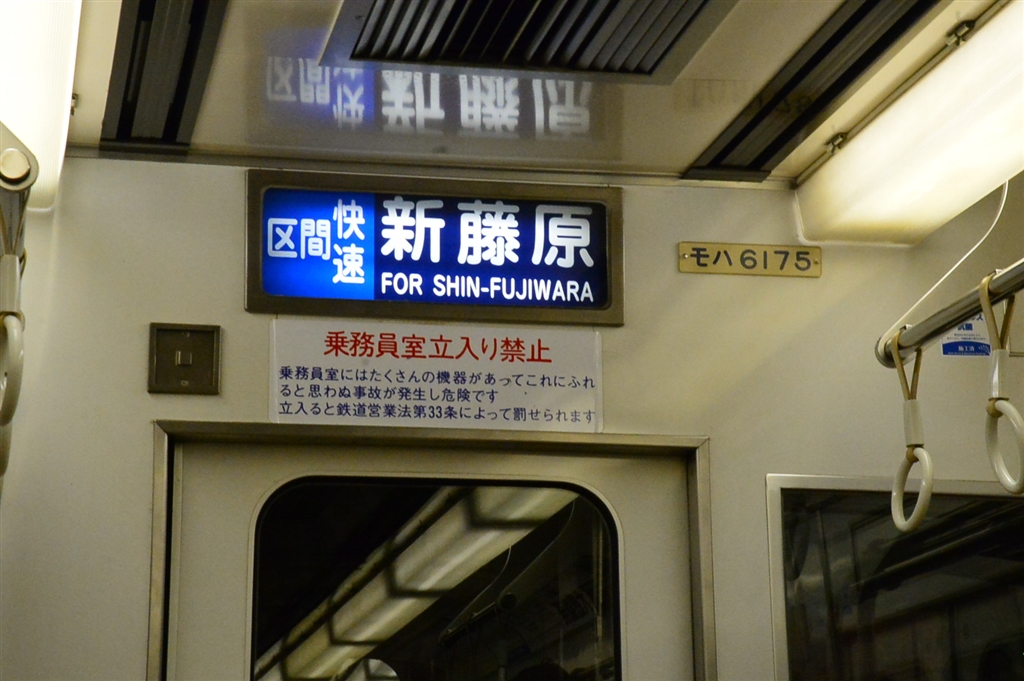 区間快速 新藤原
FOR SHIN-FUJIWARA
モハ6175
乗務員室立入り禁止
乗務員室にはたくさんの機器があってこれにふれ
ると思わぬ事故が発生し危険です
立入ると鉄道営業法第33条によって罰せられます